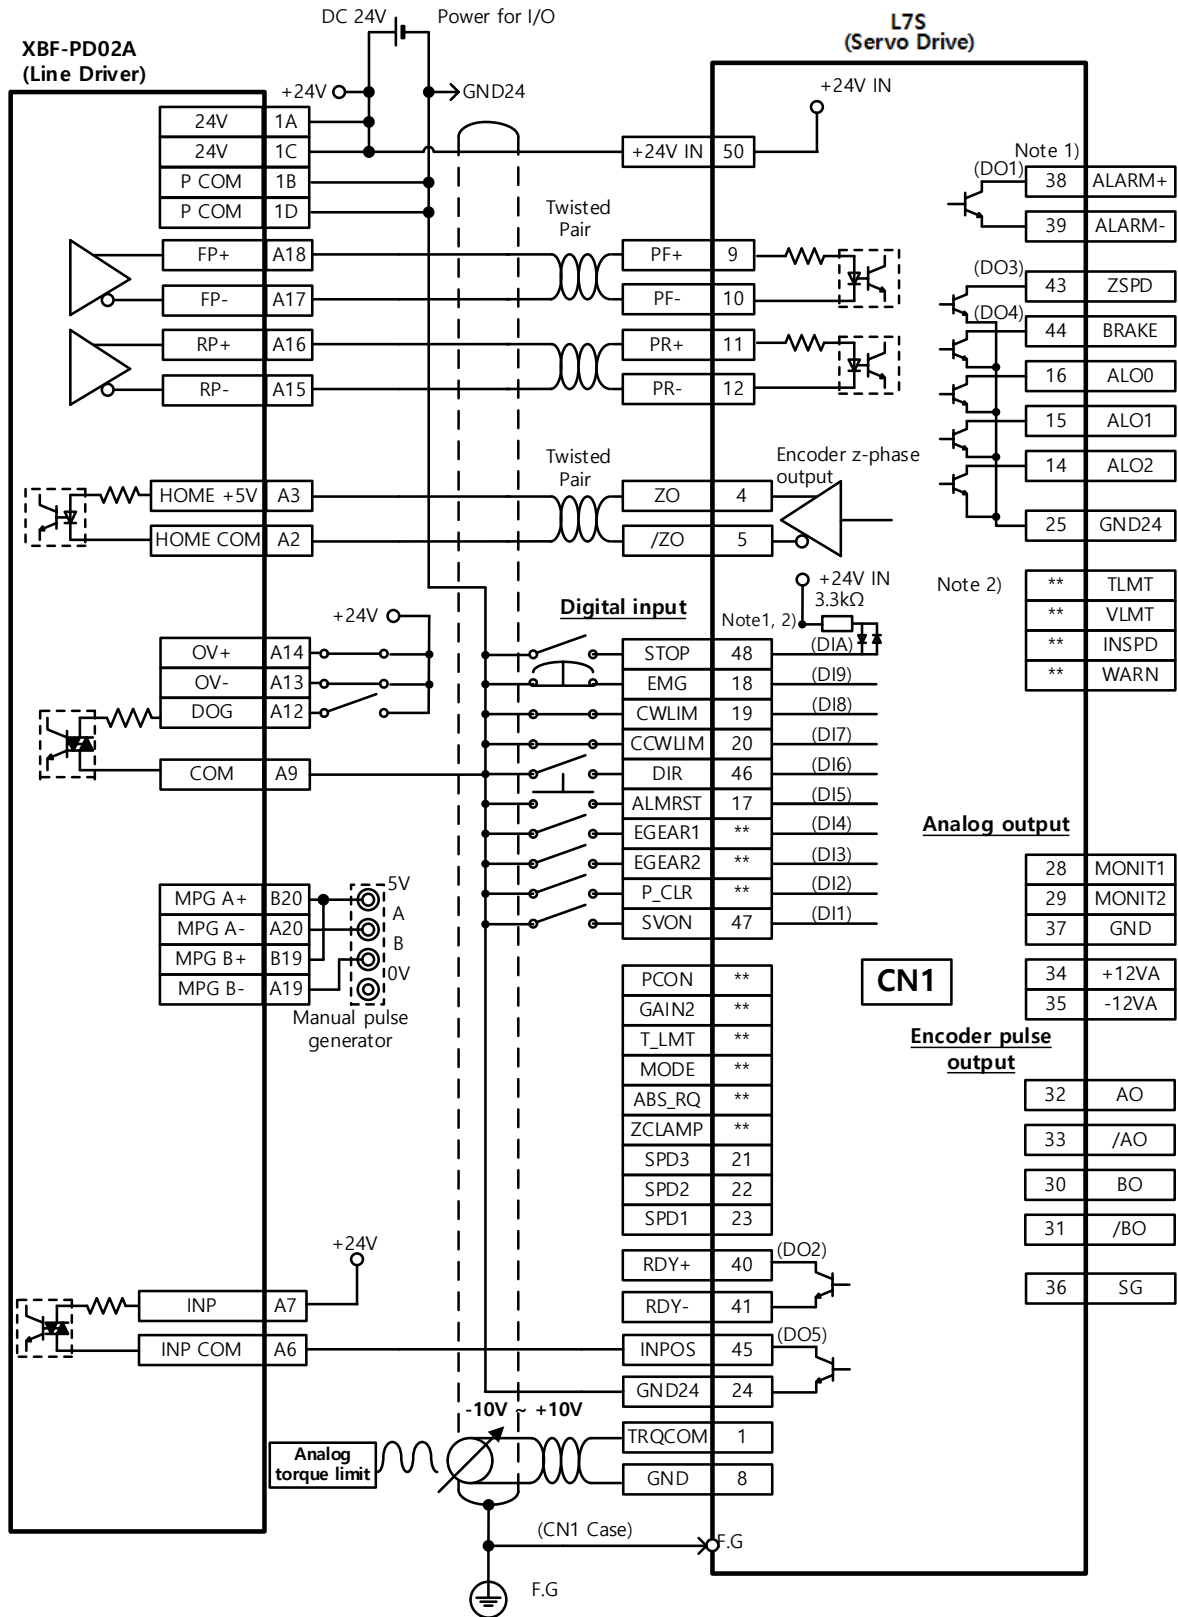 DC 24V
Power for I/O
L7S
(Servo Drive)
XBF-PD02A
(Line Driver)
+24V
GND24
+24V IN
24V 1A
24V 1C
P COM 1B
P COM 1D
+24V IN 50
Note 1)
(DO1)
38 ALARM+
39 ALARM-
Twisted
Pair
FP+ A18
FP- A17
RP+ A16
RP- A15
PF+ 9
PF- 10
PR+ 11
PR- 12
(DO3)
43 ZSPD
(DO4)
44 BRAKE
16 ALO0
15 ALO1
14 ALO2
25 GND24
Twisted
Pair
Encoder z-phase
output
HOME +5V A3
HOME COM A2
ZO 4
/ZO 5
Note 2)
** TLMT
** VLMT
** INSPD
** WARN
+24V IN
3.3kΩ
Note1, 2)
+24V
Digital input
OV+ A14
OV- A13
DOG A12
COM A9
STOP 48 (DIA)
EMG 18 (DI9)
CWLIM 19 (DI8)
CCWLIM 20 (DI7)
DIR 46 (DI6)
ALMRST 17 (DI5)
EGEAR1 ** (DI4)
EGEAR2 ** (DI3)
P_CLR ** (DI2)
SVON 47 (DI1)
Analog output
28 MONIT1
29 MONIT2
37 GND
34 +12VA
35 -12VA
MPG A+ B20
MPG A- A20
MPG B+ B19
MPG B- A19
5V
A
B
0V
Manual pulse
generator
CN1
PCON **
GAIN2 **
T_LMT **
MODE **
ABS_RQ **
ZCLAMP **
SPD3 21
SPD2 22
SPD1 23
Encoder pulse
output
32 AO
33 /AO
30 BO
31 /BO
36 SG
+24V
INP A7
INP COM A6
RDY+ 40 (DO2)
RDY- 41
INPOS 45 (DO5)
GND24 24
-10V ~ +10V
Analog
torque limit
TRQCOM 1
GND 8
(CN1 Case)
F.G
F.G